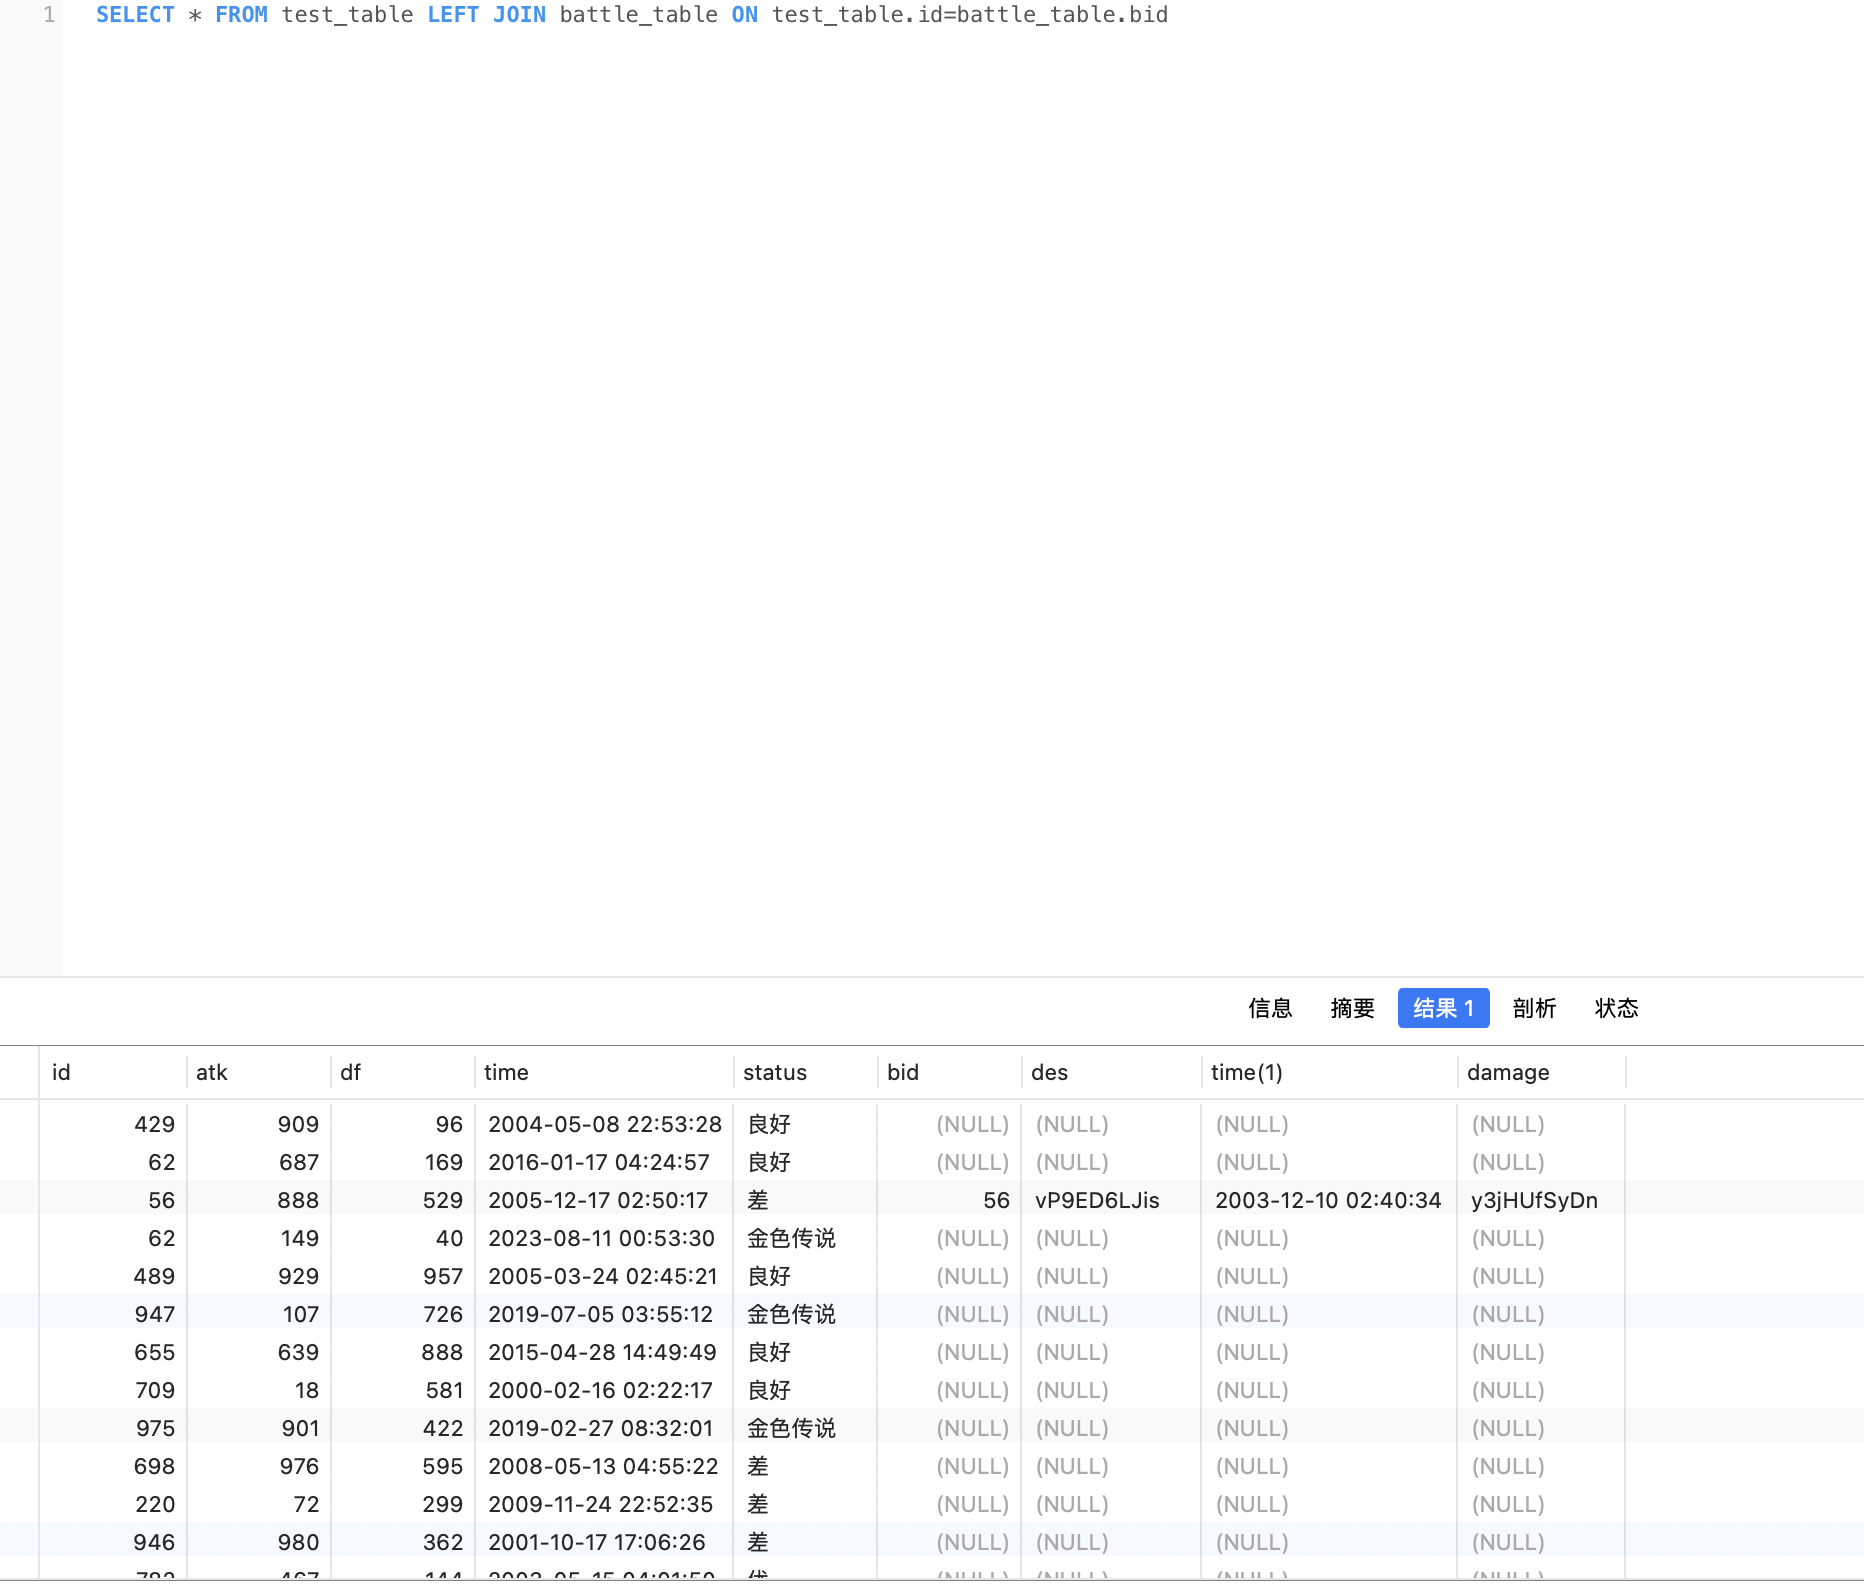 1 SELECT * FROM test_table LEFT JOIN battle_table ON test_table.id=battle_table.bid
信息 摘要 结果 1 剖析 状态
id atk df time status bid des time(1) damage
429 909 96 2004-05-08 22:53:28 良好 (NULL) (NULL) (NULL) (NULL)
62 687 169 2016-01-17 04:24:57 良好 (NULL) (NULL) (NULL) (NULL)
56 888 529 2005-12-17 02:50:17 差 56 vP9ED6LJis 2003-12-10 02:40:34 y3jHUfSyDn
62 149 40 2023-08-11 00:53:30 金色传说 (NULL) (NULL) (NULL) (NULL)
489 929 957 2005-03-24 02:45:21 良好 (NULL) (NULL) (NULL) (NULL)
947 107 726 2019-07-05 03:55:12 金色传说 (NULL) (NULL) (NULL) (NULL)
655 639 888 2015-04-28 14:49:49 良好 (NULL) (NULL) (NULL) (NULL)
709 18 581 2000-02-16 02:22:17 良好 (NULL) (NULL) (NULL) (NULL)
975 901 422 2019-02-27 08:32:01 金色传说 (NULL) (NULL) (NULL) (NULL)
698 976 595 2008-05-13 04:55:22 差 (NULL) (NULL) (NULL) (NULL)
220 72 299 2009-11-24 22:52:35 差 (NULL) (NULL) (NULL) (NULL)
946 980 362 2001-10-17 17:06:26 差 (NULL) (NULL) (NULL) (NULL)
(NULL) (NULL) (NULL) (NULL)